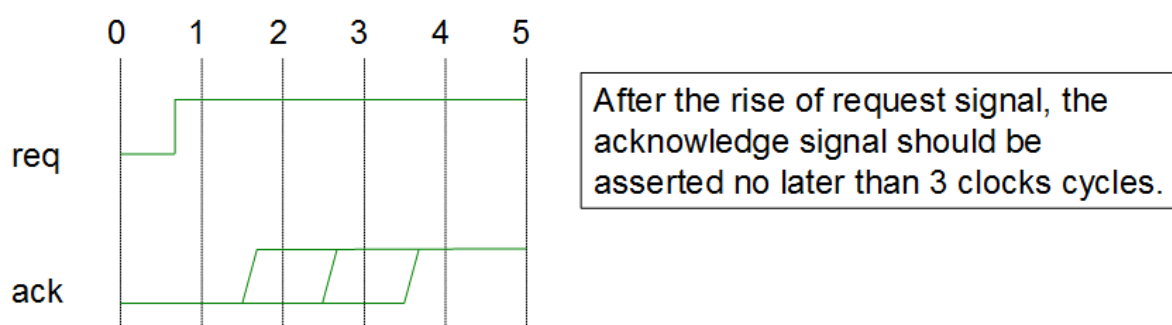 0 1 2 3 4 5
After the rise of request signal, the
acknowledge signal should be
asserted no later than 3 clocks cycles.
req
ack